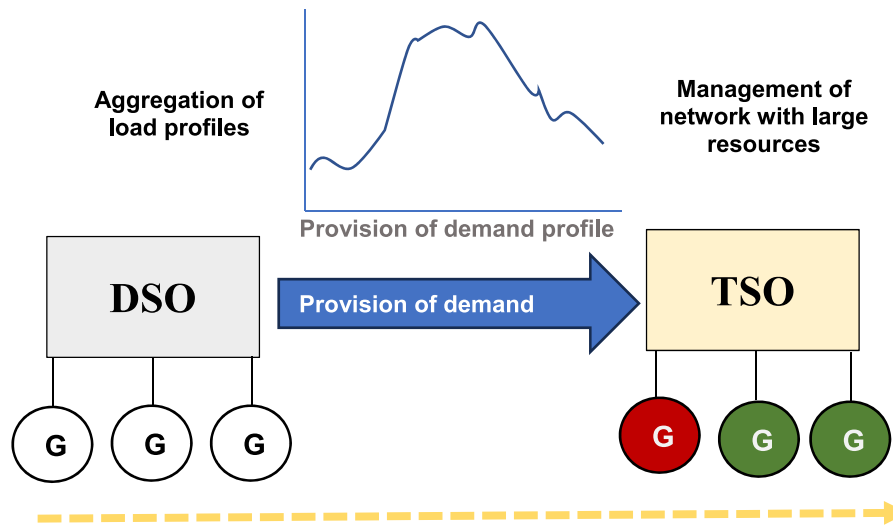 Aggregation of
load profiles
Management of
network with large
resources
Provision of demand profile
DSO
Provision of demand
TSO
G
G
G
G
G
G